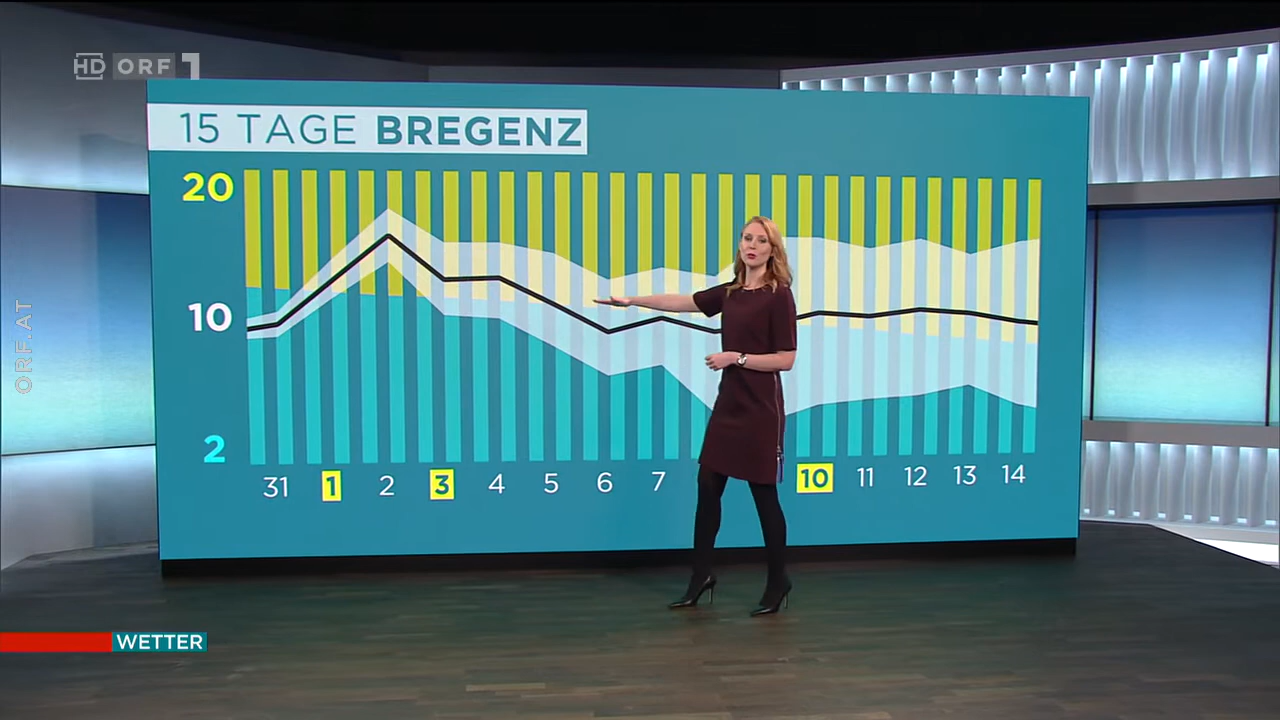 HD ORF 1
15 TAGE BREGENZ
20
10
2
31 1 2 3 4 5 6 7 10 11 12 13 14
ORF.AT
WETTER